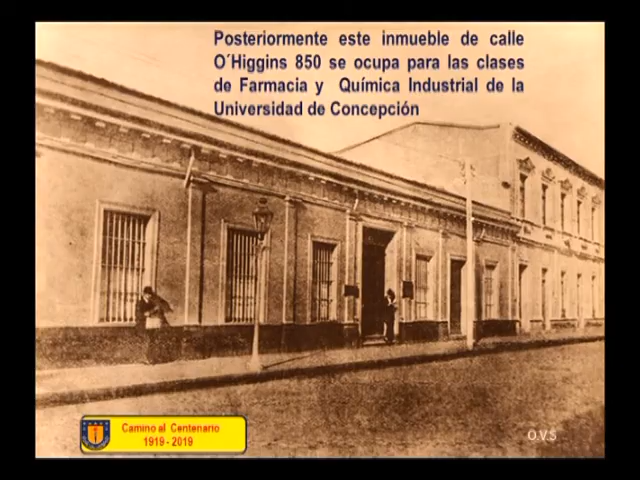 Posteriormente este inmueble de calle
O´Higgins 850 se ocupa para las clases
de Farmacia y Química Industrial de la
Universidad de Concepción
Camino al Centenario
1919 - 2019
O.V.S